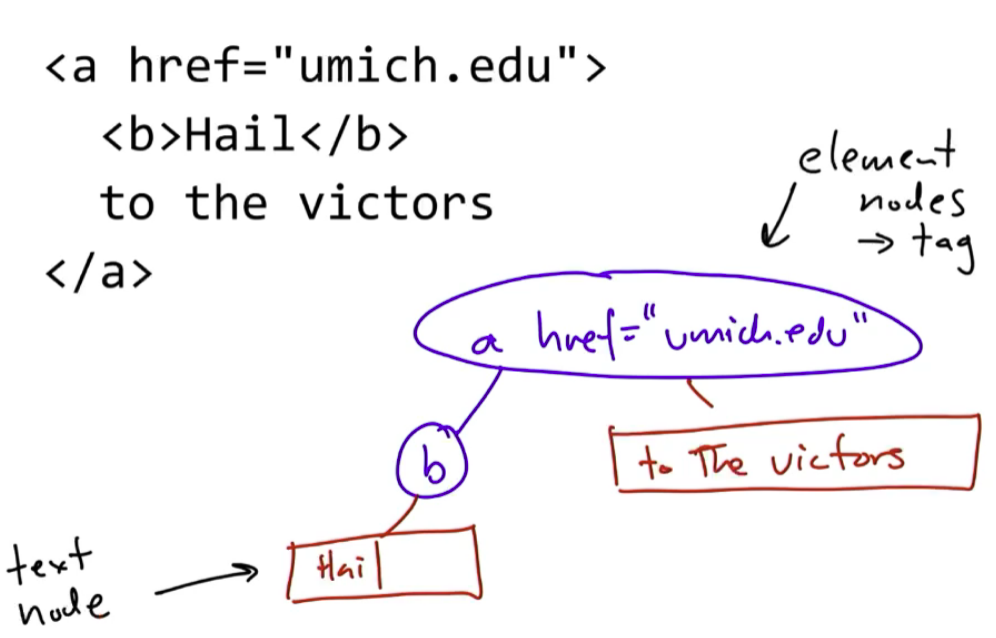 <a href="umich.edu">
<b>Hail</b>
to the victors
</a>
element
nodes
→ tag
a href="umich.edu"
b
to The victors
Hail
text
node